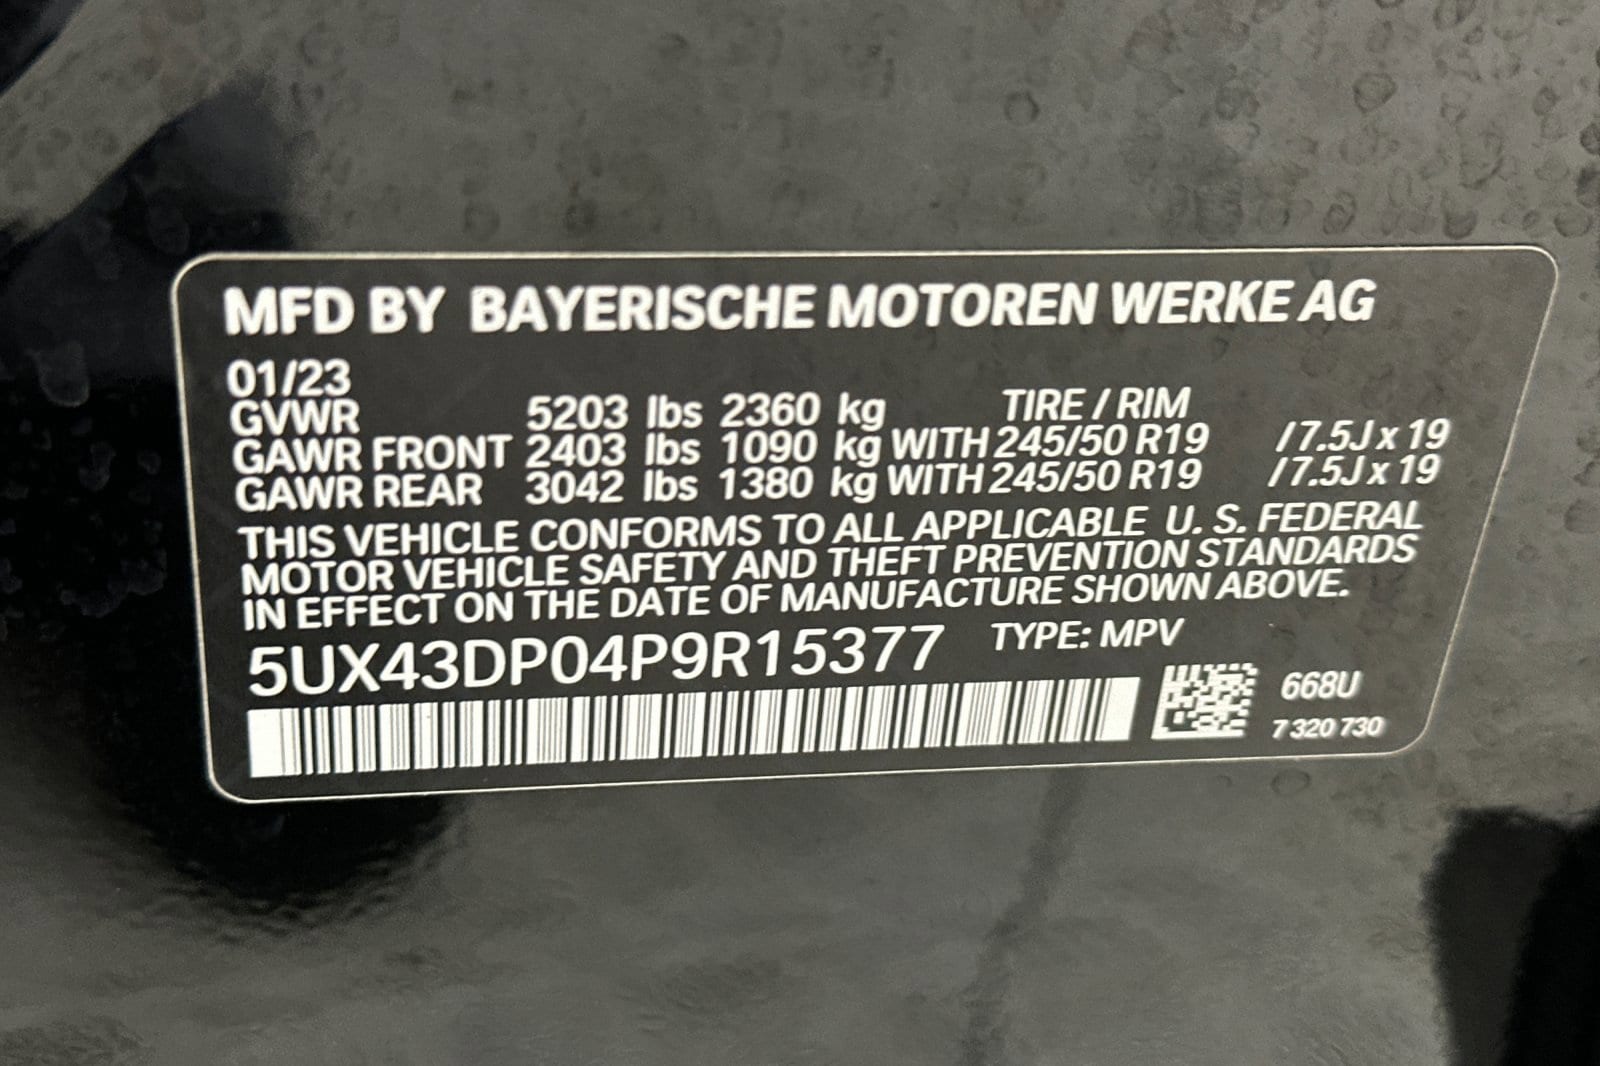 MFD BY BAYERISCHE MOTOREN WERKE AG
01/23
GVWR 5203 lbs 2360 kg TIRE / RIM
GAWR FRONT 2403 lbs 1090 kg WITH 245/50 R19 / 7.5J x 19
GAWR REAR 3042 lbs 1380 kg WITH 245/50 R19 / 7.5J x 19
THIS VEHICLE CONFORMS TO ALL APPLICABLE U. S. FEDERAL
MOTOR VEHICLE SAFETY AND THEFT PREVENTION STANDARDS
IN EFFECT ON THE DATE OF MANUFACTURE SHOWN ABOVE.
5UX43DP04P9R15377 TYPE: MPV
668U
7 320 730